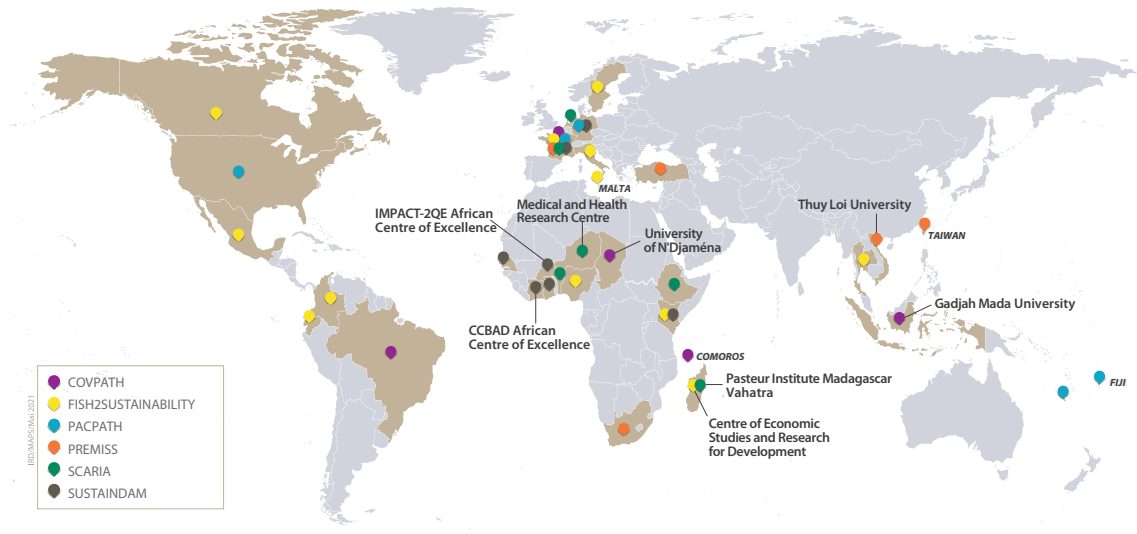 MALTA
IMPACT-2QE African
Centre of Excellence
Medical and Health
Research Centre
University
of N'Djaména
Thuy Loi University
TAIWAN
CCBAD African
Centre of Excellence
Gadjah Mada University
COMOROS
Pasteur Institute Madagascar
Vahatra
FIJI
Centre of Economic
Studies and Research
for Development
COVPATH
FISH2SUSTAINABILITY
PACPATH
PREMISS
SCARIA
SUSTAINDAM
IRD/MAPS/Mai 2021